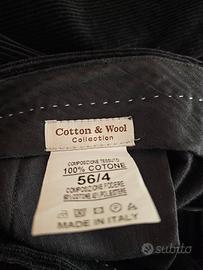 Cotton & Wool
Collection
COMPOSIZIONE TESSUTO
100% COTONE
56/4
COMPOSIZIONE FODERE
MADE IN ITALY
subito